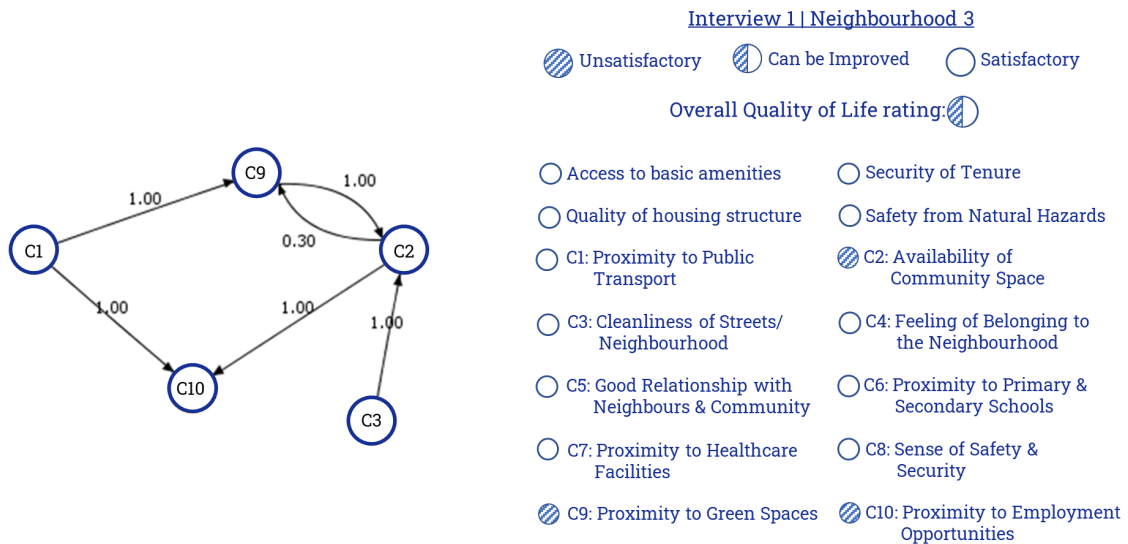 Interview 1 | Neighbourhood 3
Unsatisfactory
Can be Improved
Satisfactory
Overall Quality of Life rating:
C9
1.00
1.00
0.30
C1
C2
1.00
1.00
1.00
C10
C3
Access to basic amenities
Security of Tenure
Quality of housing structure
Safety from Natural Hazards
C1: Proximity to Public
Transport
C2: Availability of
Community Space
C3: Cleanliness of Streets/
Neighbourhood
C4: Feeling of Belonging to
the Neighbourhood
C5: Good Relationship with
Neighbours & Community
C6: Proximity to Primary &
Secondary Schools
C7: Proximity to Healthcare
Facilities
C8: Sense of Safety &
Security
C9: Proximity to Green Spaces
C10: Proximity to Employment
Opportunities